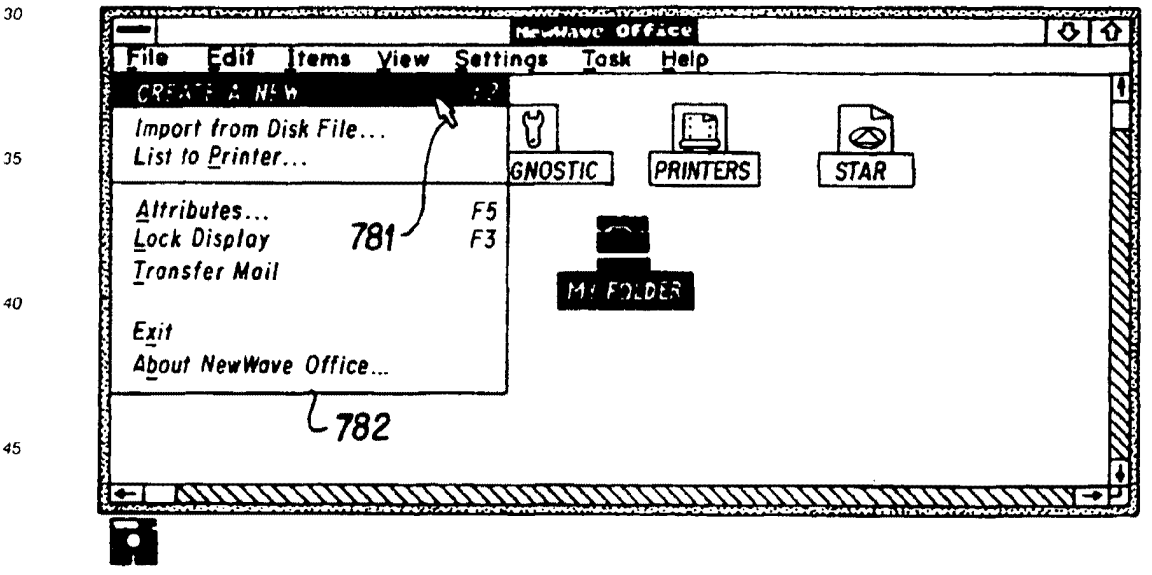 30
NewWave Office
File Edit Items View Settings Task Help
CREATE A NEW F2
Import from Disk File...
List to Printer...
GNOSTIC PRINTERS STAR
35
Attributes... F5
781
Lock Display F3
Transfer Mail
MY FOLDER
40
Exit
About NewWave Office...
782
45